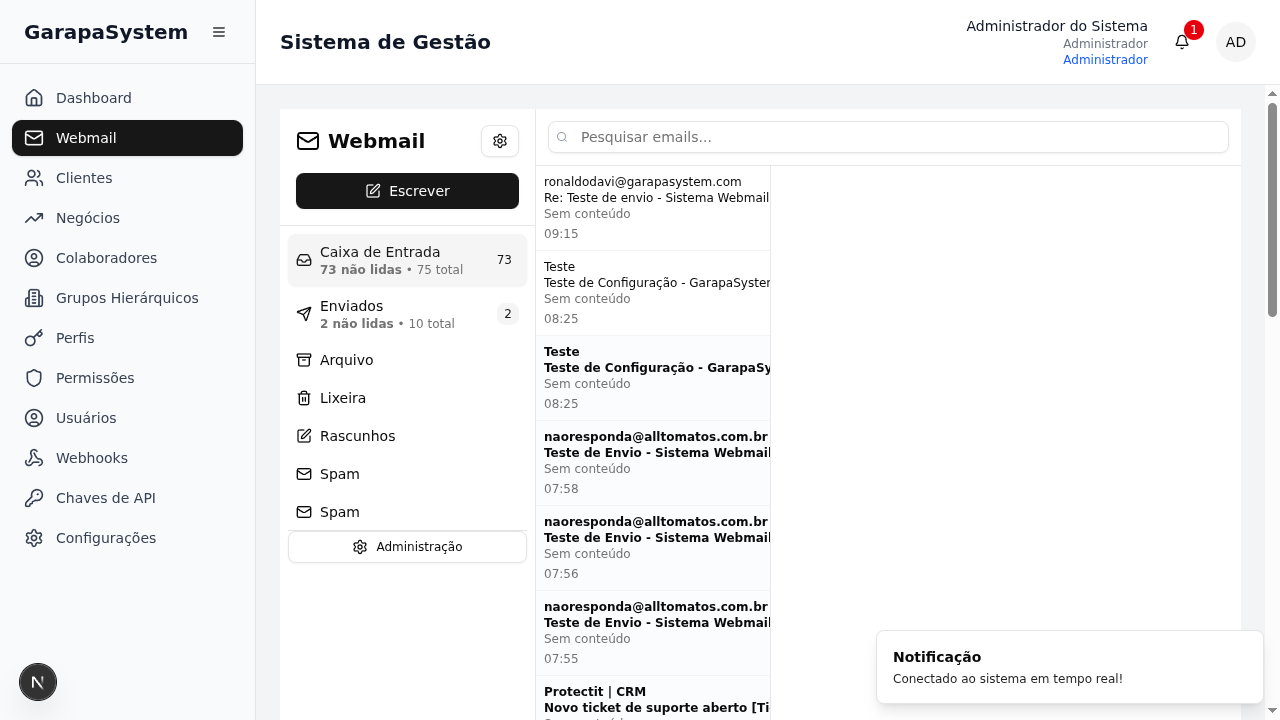 GarapaSystem
Dashboard
Webmail
Clientes
Negócios
Colaboradores
Grupos Hierárquicos
Perfis
Permissões
Usuários
Webhooks
Chaves de API
Configurações
N
Sistema de Gestão
Administrador do Sistema
Administrador
Administrador
1
AD
Webmail
Escrever
Caixa de Entrada
73 não lidas • 75 total
73
Enviados
2 não lidas • 10 total
2
Arquivo
Lixeira
Rascunhos
Spam
Spam
Administração
Pesquisar emails...
ronaldodavi@garapasystem.com
Re: Teste de envio - Sistema Webmail
Sem conteúdo
09:15
Teste
Teste de Configuração - GarapaSystem
Sem conteúdo
08:25
Teste
Teste de Configuração - GarapaSy
Sem conteúdo
08:25
naoresponda@alltomatos.com.br
Teste de Envio - Sistema Webmail
Sem conteúdo
07:58
naoresponda@alltomatos.com.br
Teste de Envio - Sistema Webmail
Sem conteúdo
07:56
naoresponda@alltomatos.com.br
Teste de Envio - Sistema Webmail
Sem conteúdo
07:55
Protectit | CRM
Novo ticket de suporte aberto [Ti
Sem conteúdo
Notificação
Conectado ao sistema em tempo real!